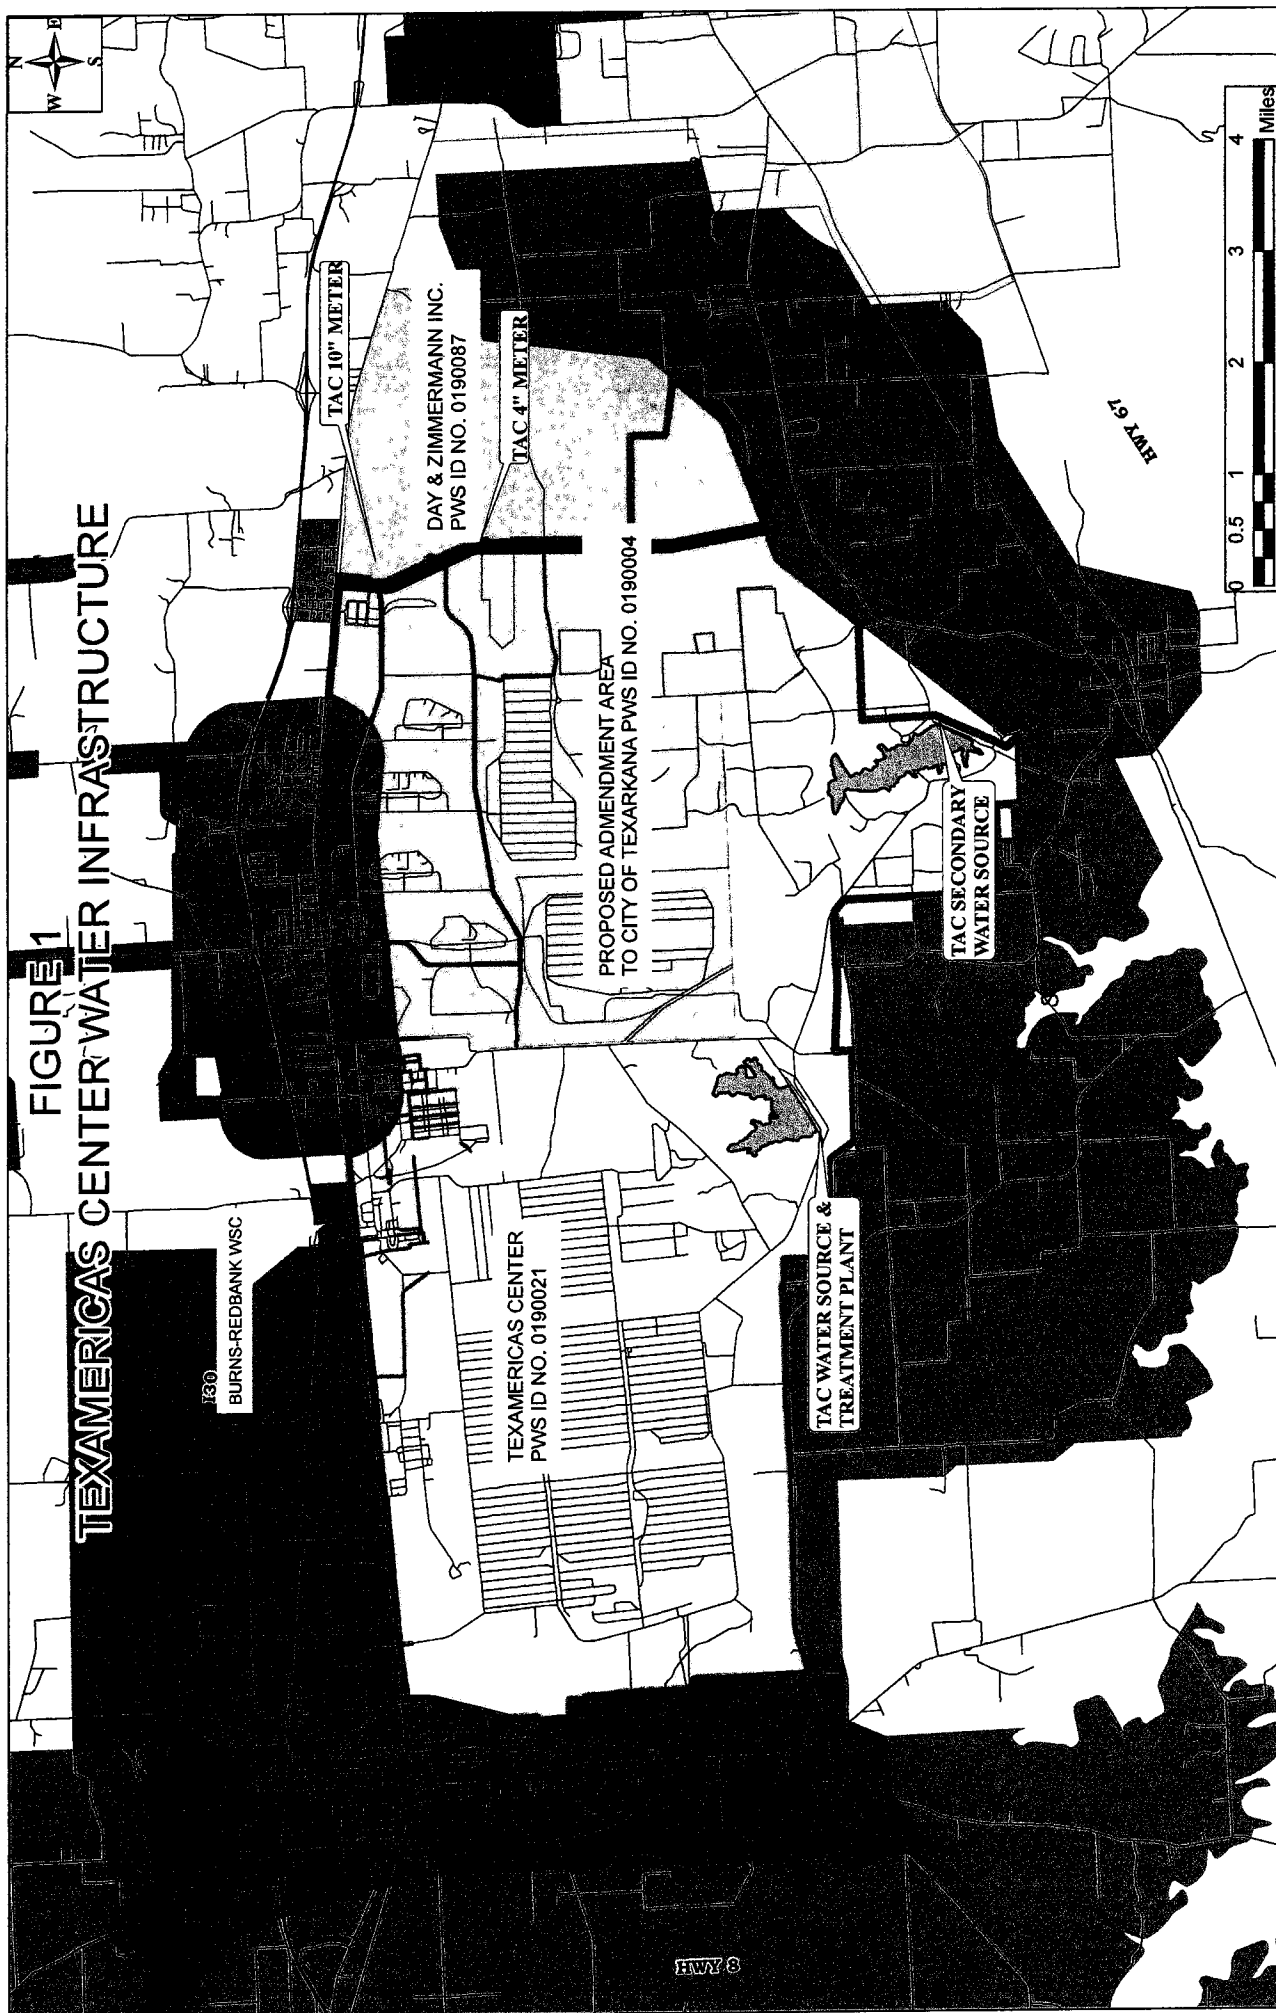 FIGURE 1
TEXAMERICAS CENTER WATER INFRASTRUCTURE
N
W
E
S
I30
BURNS-REDBANK WSC
TAC 10" METER
DAY & ZIMMERMANN INC.
PWS ID NO. 0190087
TAC 4" METER
TEXAMERICAS CENTER
PWS ID NO. 0190021
PROPOSED ADMENDMENT AREA
TO CITY OF TEXARKANA PWS ID NO. 0190004
TAC WATER SOURCE &
TREATMENT PLANT
TAC SECONDARY
WATER SOURCE
HWY 67
HWY 8
0 0.5 1 2 3 4
Miles